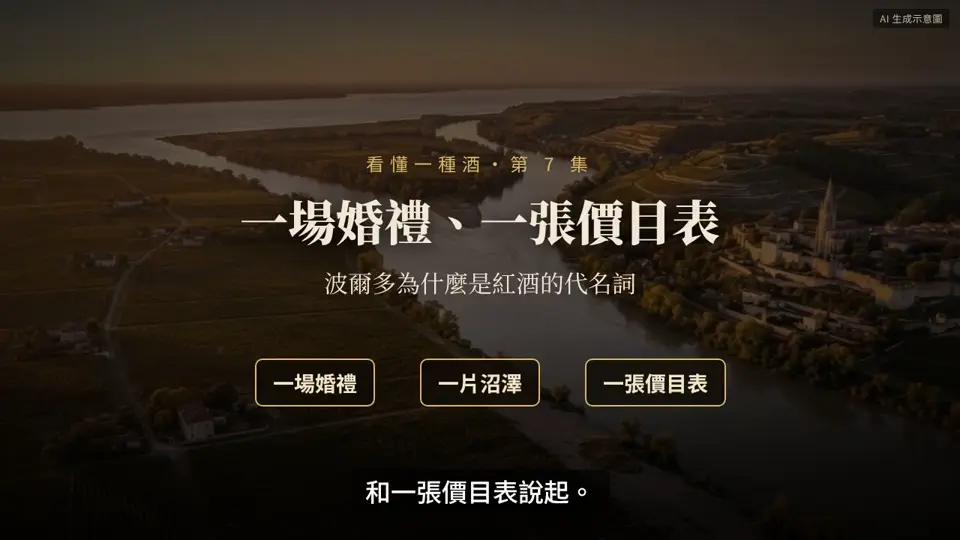 AI 生成示意圖
看懂一種酒・第 7 集
一場婚禮、一張價目表
波爾多為什麼是紅酒的代名詞
一場婚禮
一片沼澤
一張價目表
和一張價目表說起。